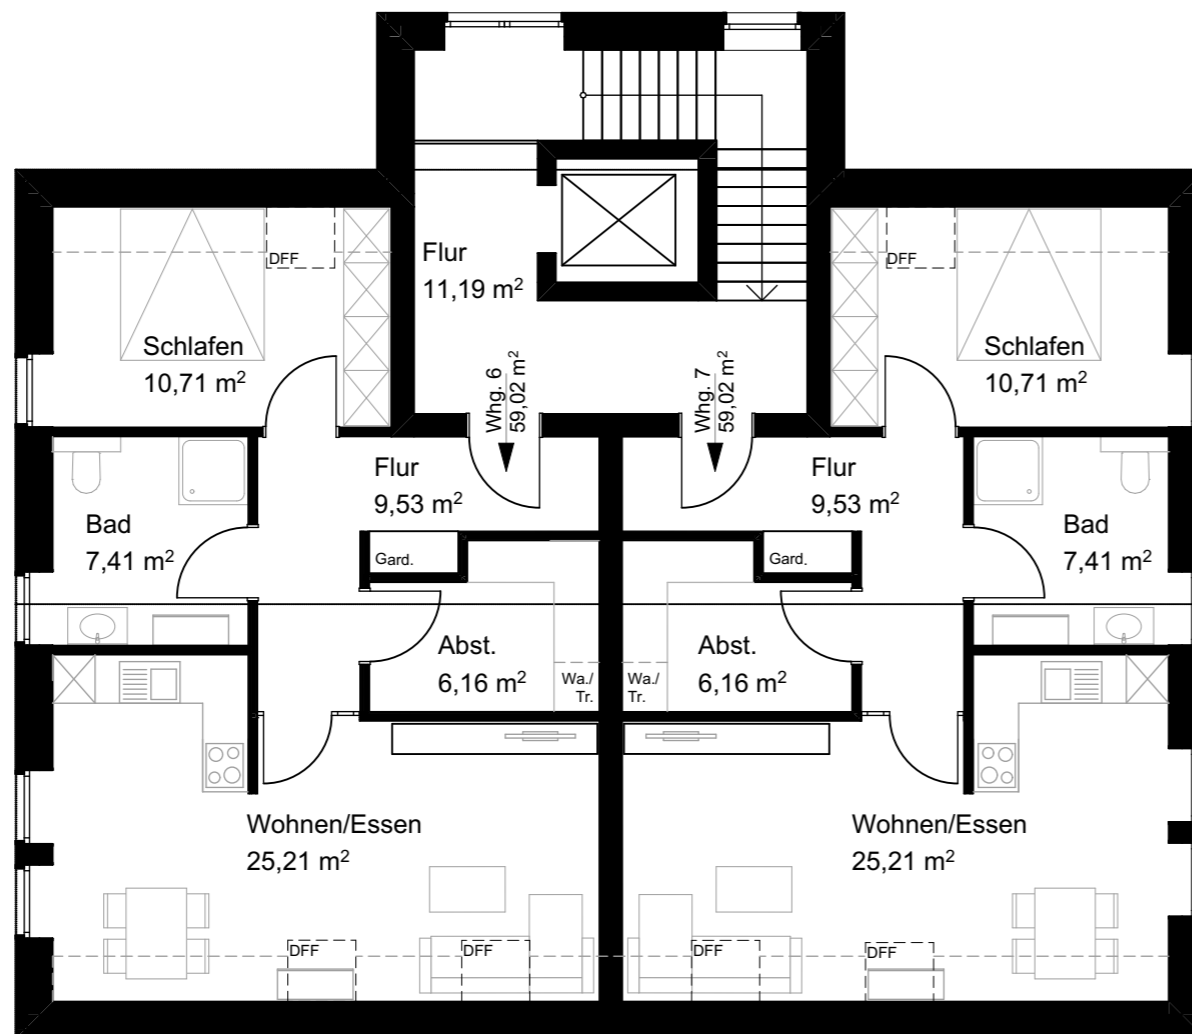 DFF
DFF
Flur
11,19 m²
Schlafen
10,71 m²
Schlafen
10,71 m²
Whg. 6
59,02 m²
Whg. 7
59,02 m²
Flur
9,53 m²
Flur
9,53 m²
Bad
7,41 m²
Bad
7,41 m²
Gard.
Gard.
Abst.
6,16 m²
Abst.
6,16 m²
Wa./
Tr.
Wa./
Tr.
Wohnen/Essen
25,21 m²
Wohnen/Essen
25,21 m²
DFF
DFF
DFF
DFF